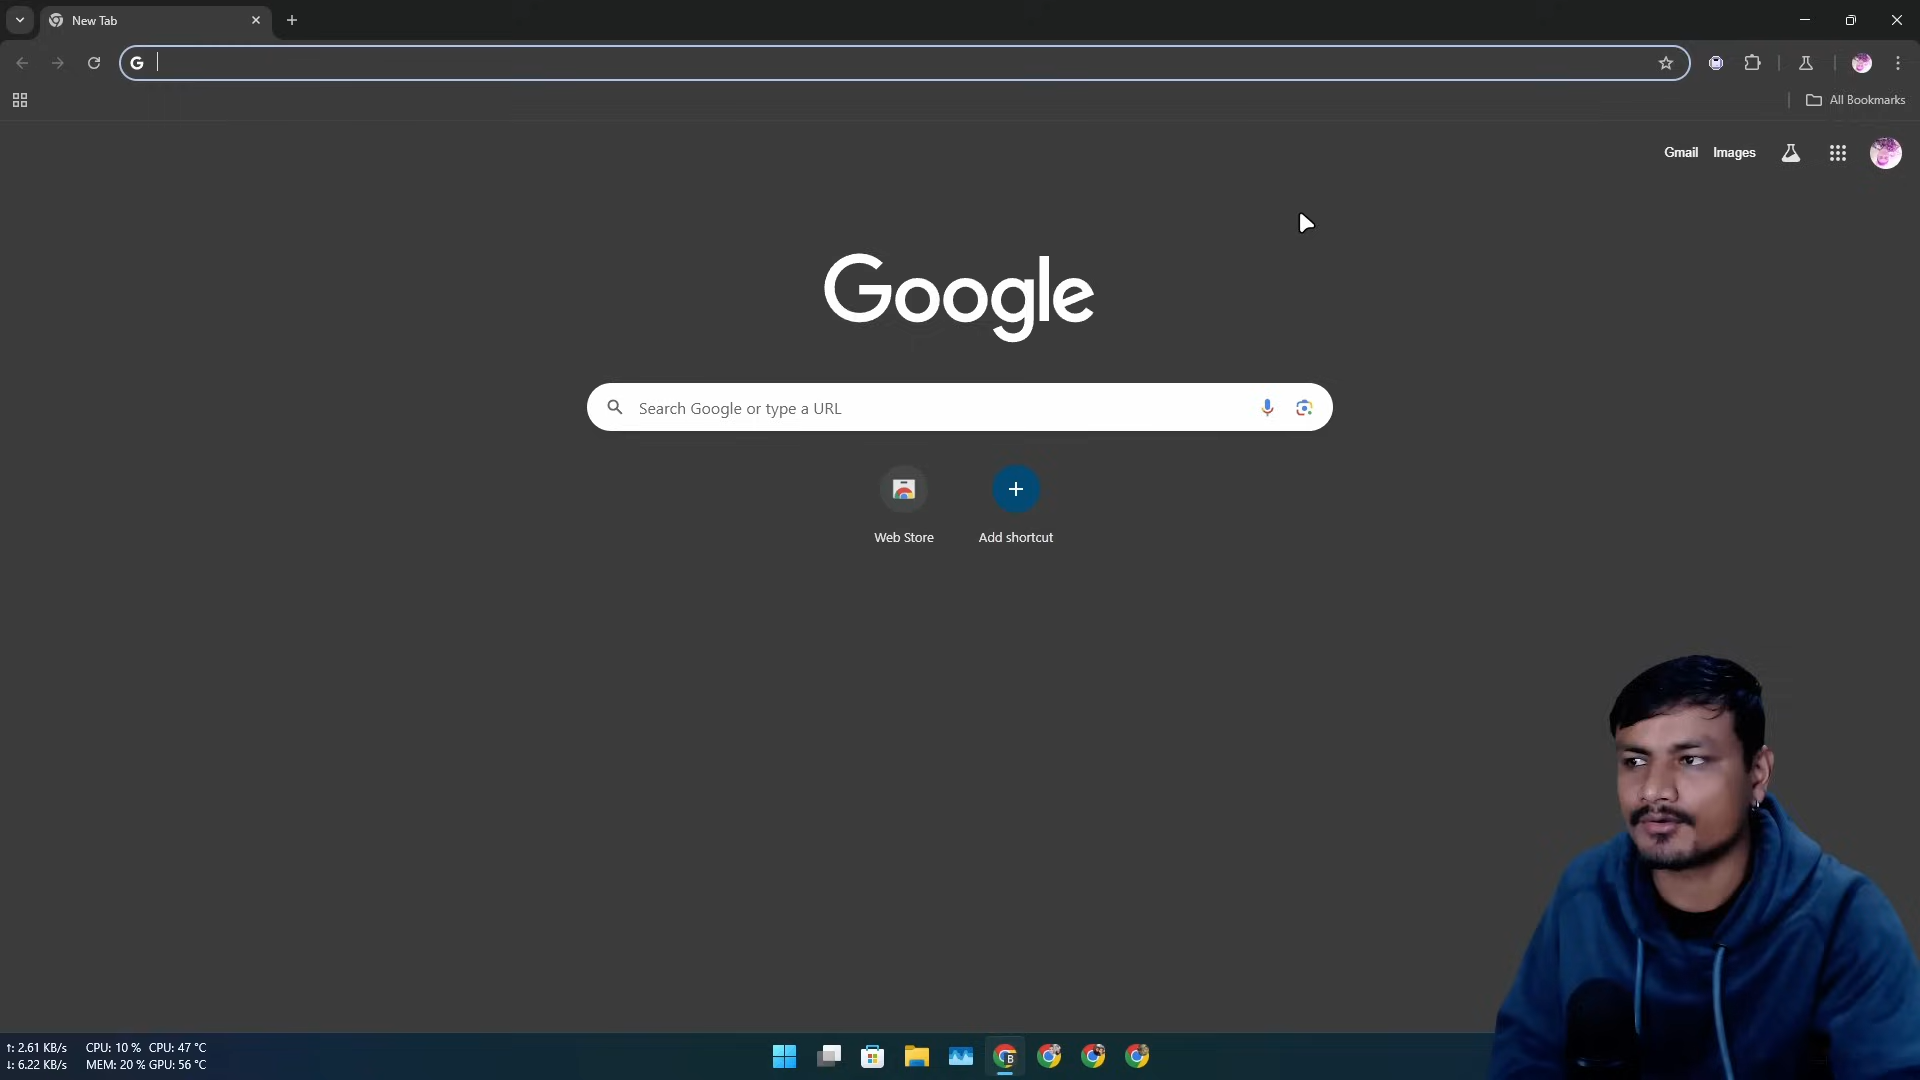 New Tab
All Bookmarks
Gmail Images
Google
Search Google or type a URL
Web Store
Add shortcut
↑: 2.61 KB/s CPU: 10 % CPU: 47 °C
↓: 6.22 KB/s MEM: 20 % GPU: 56 °C